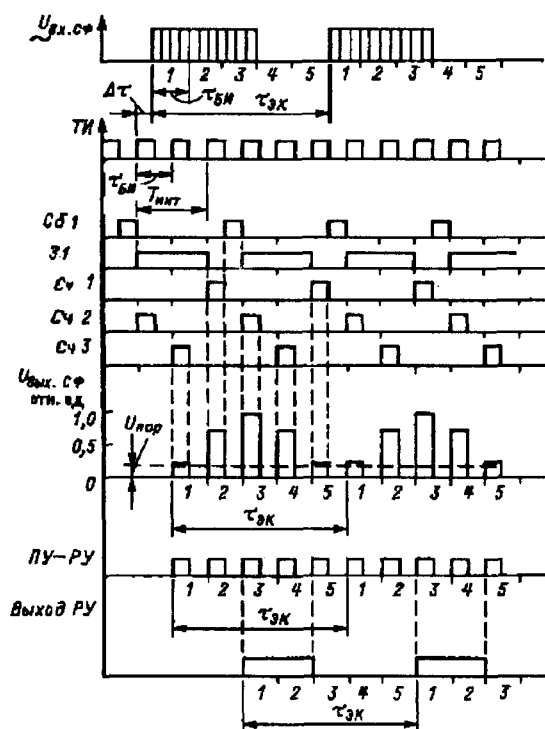 Uвх.СФ
1 2 3 4 5 1 2 3 4 5
Δτ τБИ τЭК
ТИ
τБИ
Tинт
Сб 1
З1
Сч 1
Сч 2
Сч 3
Uвых. СФ
отн. ед.
1,0
Uпор
0,5
0
1 2 3 4 5 1 2 3 4 5
τЭК
ПУ–РУ
1 2 3 4 5 1 2 3 4 5
Выход РУ
τЭК
1 2 3 4 5 1 2 3
τЭК